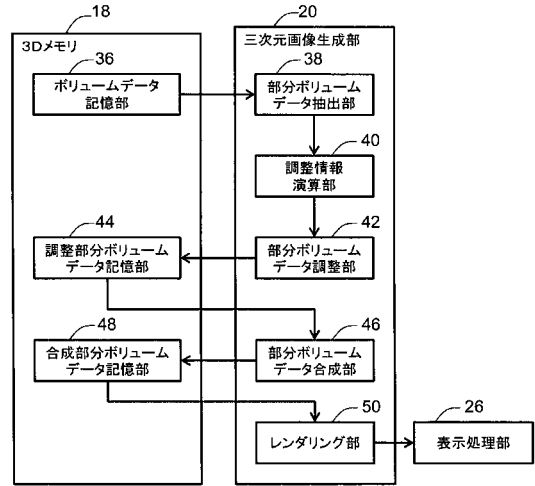 18
3Dメモリ
20
三次元画像生成部
36
ボリュームデータ
記憶部
38
部分ボリューム
データ抽出部
40
調整情報
演算部
44
調整部分ボリューム
データ記憶部
42
部分ボリューム
データ調整部
48
合成部分ボリューム
データ記憶部
46
部分ボリューム
データ合成部
50
レンダリング部
26
表示処理部